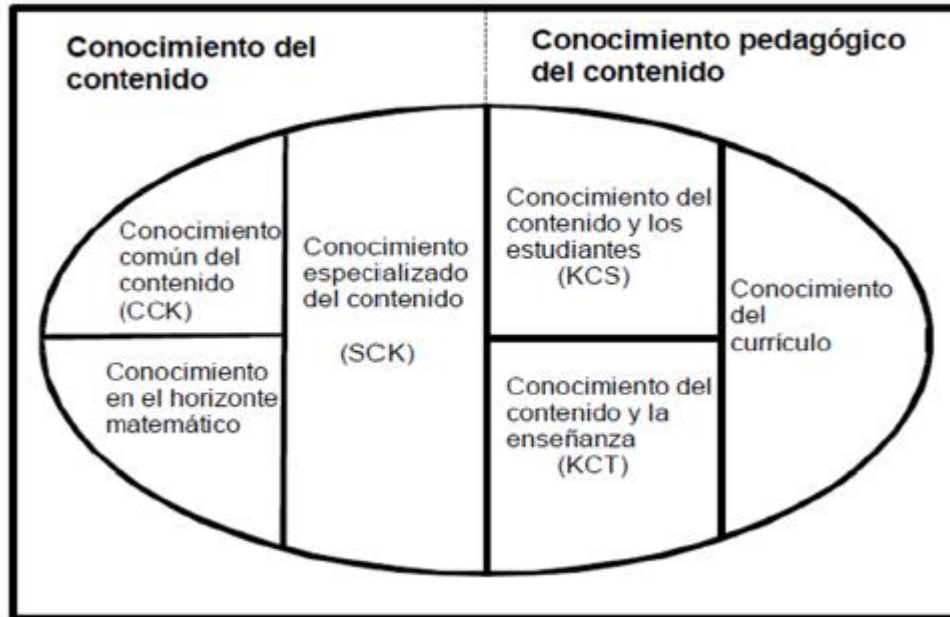 Conocimiento del
contenido
Conocimiento pedagógico
del contenido
Conocimiento
común del
contenido
(CCK)
Conocimiento
en el horizonte
matemático
Conocimiento
especializado
del contenido
(SCK)
Conocimiento del
contenido y los
estudiantes
(KCS)
Conocimiento del
contenido y la
enseñanza
(KCT)
Conocimiento
del
currículo